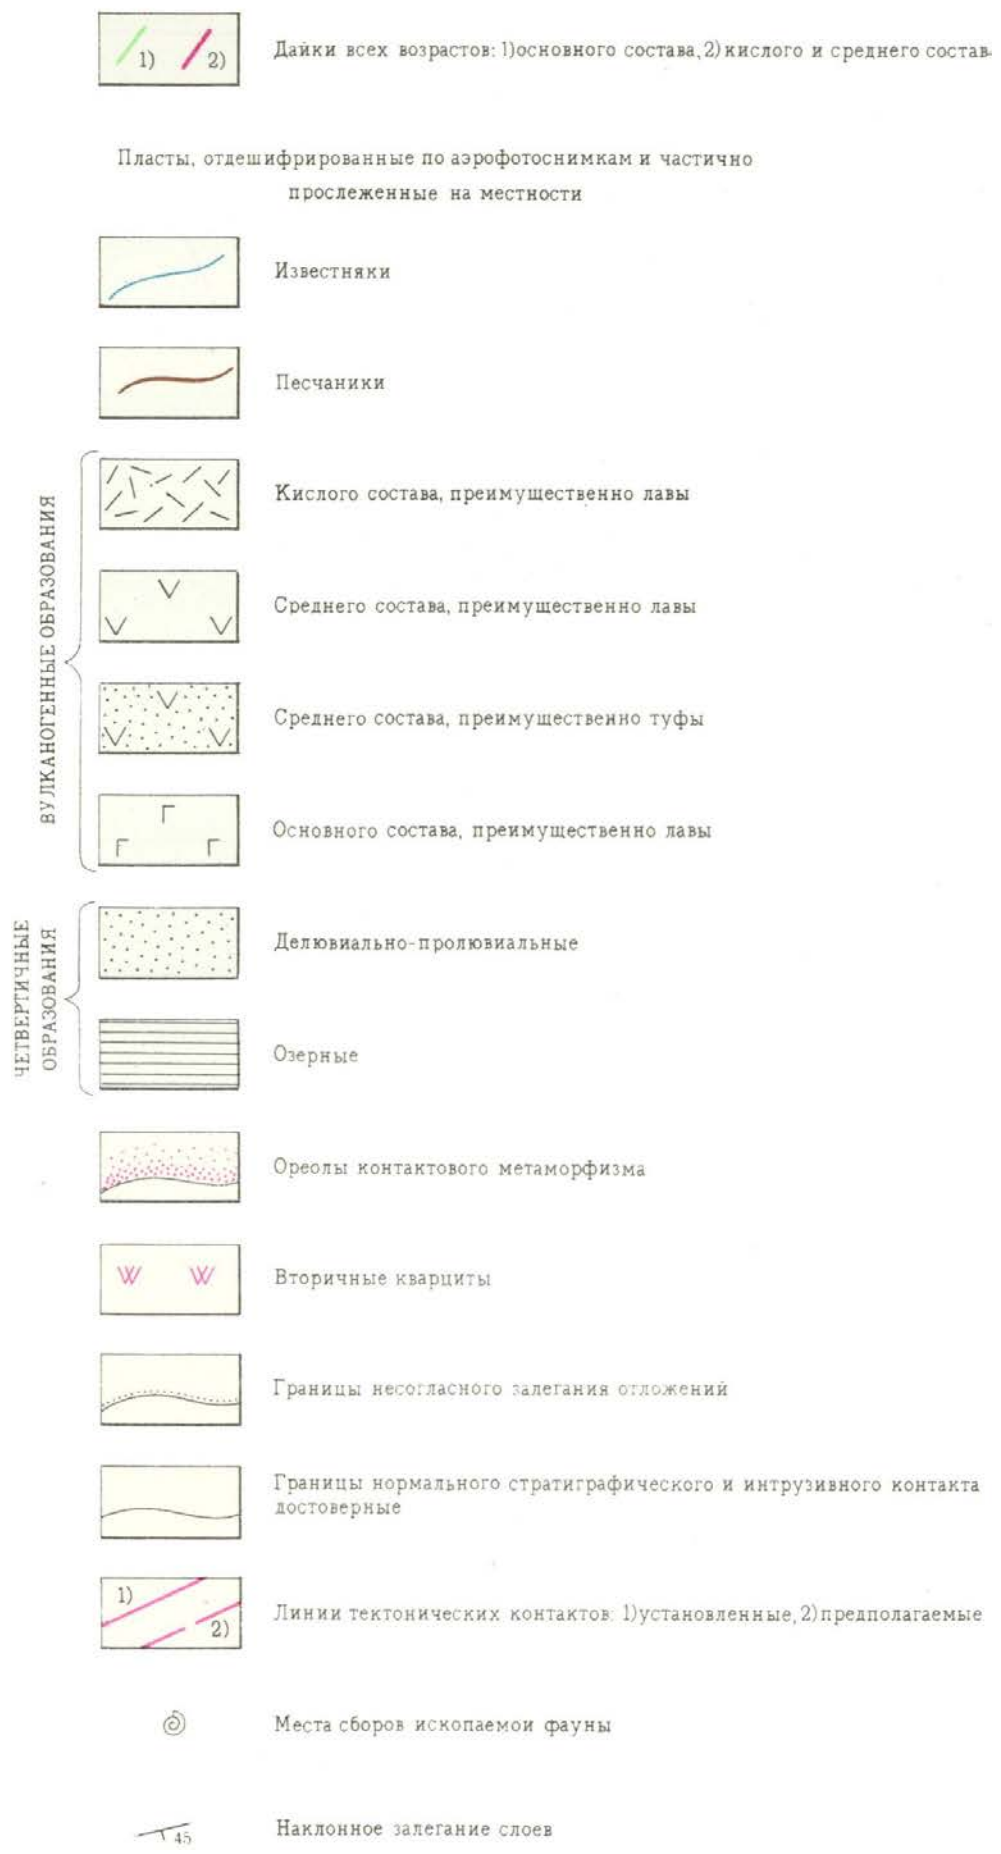 1) 2) Дайки всех возрастов: 1)основного состава, 2)кислого и среднего состав
Пласты, отдешифрированные по аэрофотоснимкам и частично
прослеженные на местности
Известняки
Песчаники
ВУЛКАНОГЕННЫЕ ОБРАЗОВАНИЯ
Кислого состава, преимущественно лавы
Среднего состава, преимущественно лавы
Среднего состава, преимущественно туфы
Основного состава, преимущественно лавы
ЧЕТВЕРТИЧНЫЕ
ОБРАЗОВАНИЯ
Делювиально-пролювиальные
Озерные
Ореолы контактового метаморфизма
Вторичные кварциты
Границы несогласного залегания отложений
Границы нормального стратиграфического и интрузивного контакта
достоверные
1) 2) Линии тектонических контактов: 1)установленные, 2)предполагаемые
Места сборов ископаемои фауны
45 Наклонное залегание слоев